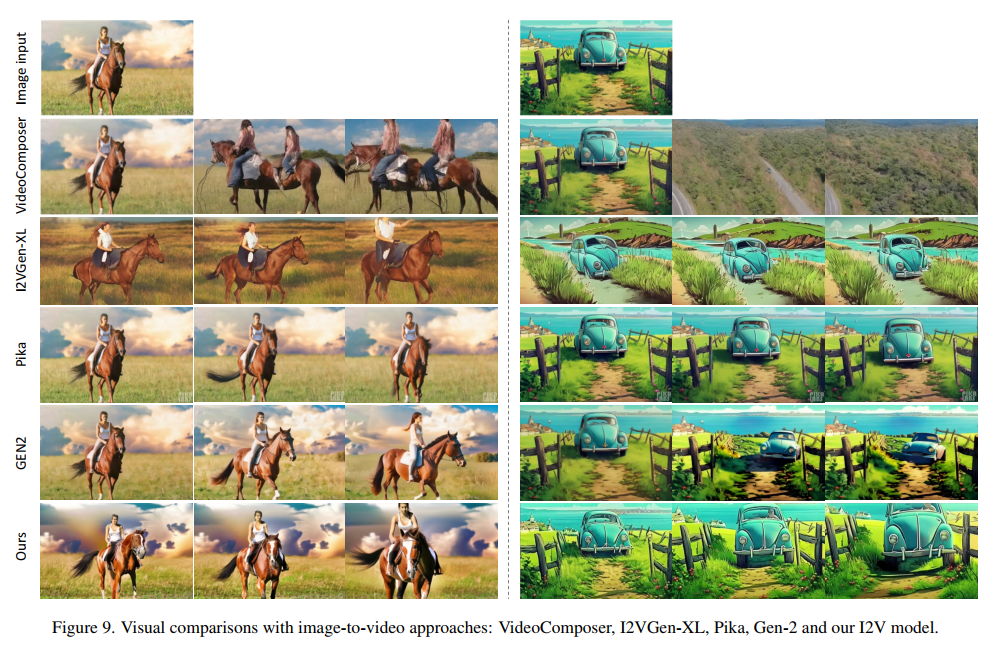 Image input
VideoComposer
I2VGen-XL
Pika
GEN2
Ours
Figure 9. Visual comparisons with image-to-video approaches: VideoComposer, I2VGen-XL, Pika, Gen-2 and our I2V model.